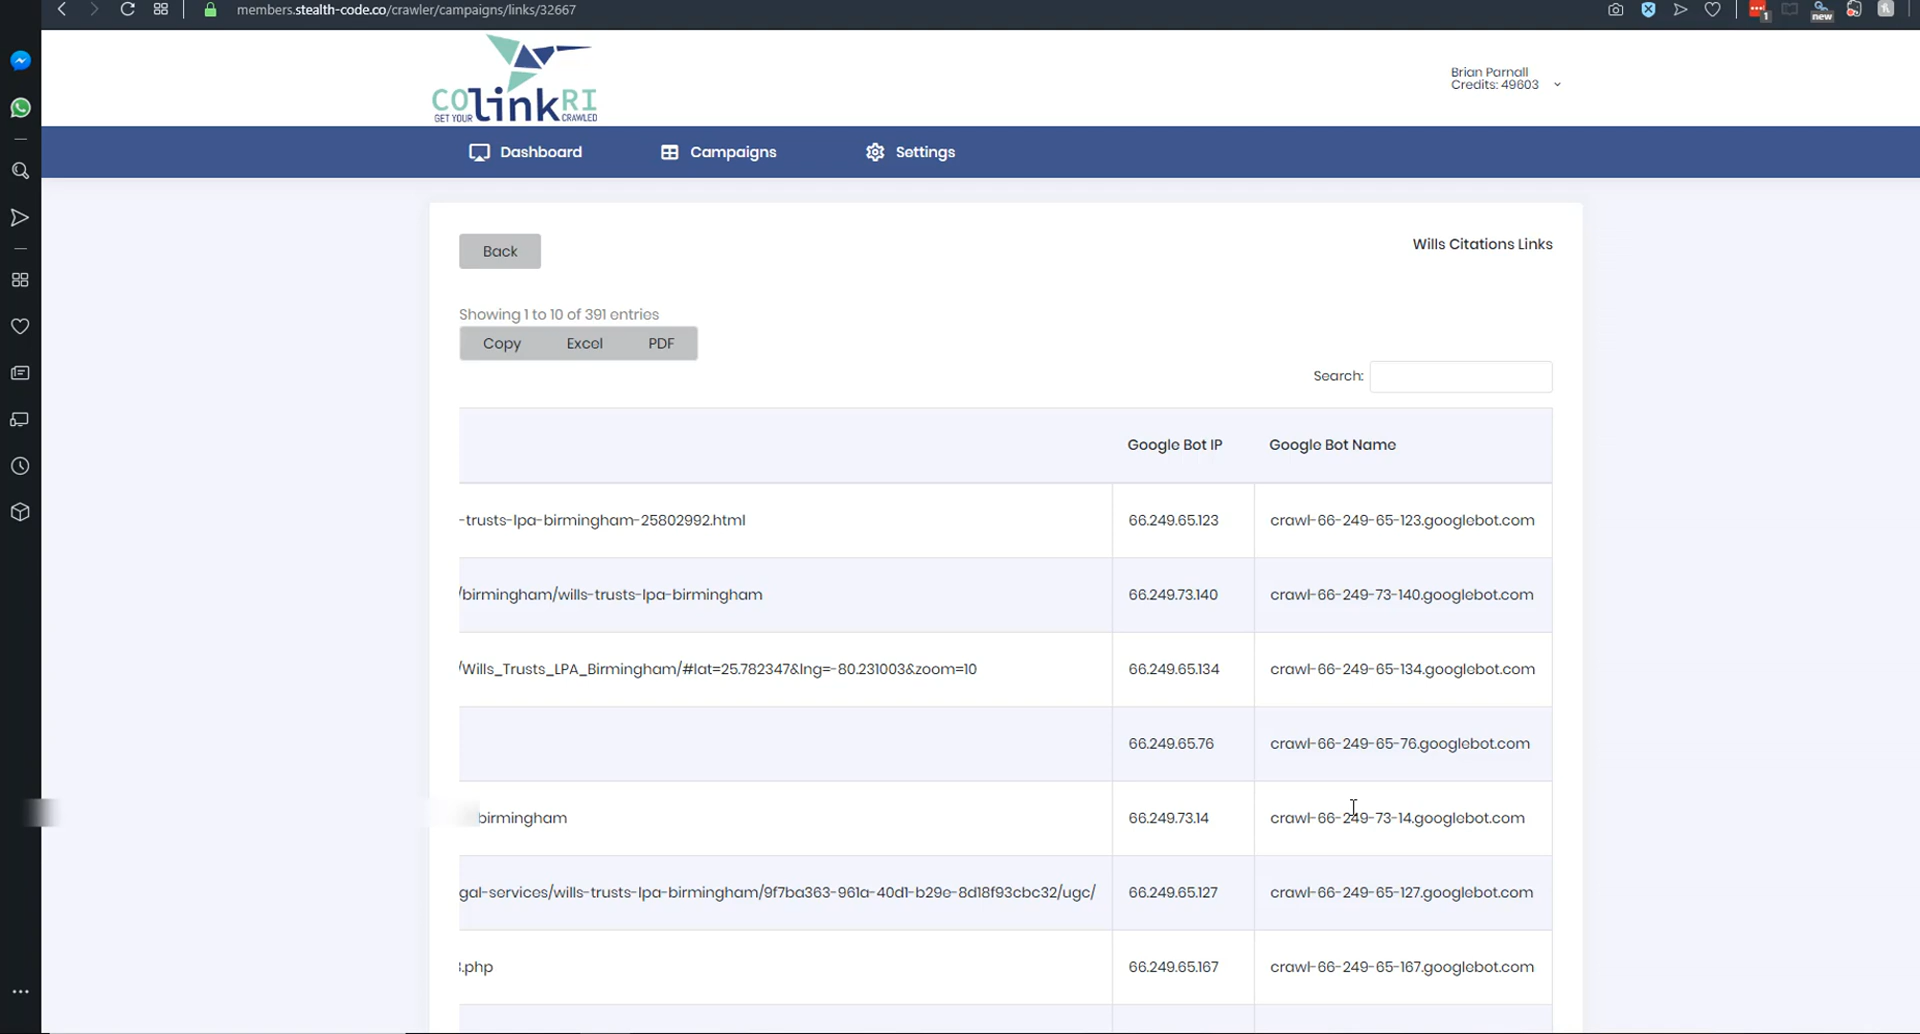 members.stealth-code.co/crawler/campaigns/links/32667
1
new
COlinkRI
GET YOUR CRAWLED
Brian Parnall
Credits: 49603
Dashboard Campaigns Settings
Back
Wills Citations Links
Showing 1 to 10 of 391 entries
Copy Excel PDF
Search:
Google Bot IP Google Bot Name
-trusts-lpa-birmingham-25802992.html 66.249.65.123 crawl-66-249-65-123.googlebot.com
/birmingham/wills-trusts-lpa-birmingham 66.249.73.140 crawl-66-249-73-140.googlebot.com
/Wills_Trusts_LPA_Birmingham/#lat=25.782347&lng=-80.231003&zoom=10 66.249.65.134 crawl-66-249-65-134.googlebot.com
66.249.65.76 crawl-66-249-65-76.googlebot.com
birmingham 66.249.73.14 crawl-66-249-73-14.googlebot.com
gal-services/wills-trusts-lpa-birmingham/9f7ba363-961a-40d1-b29e-8d18f93cbc32/ugc/ 66.249.65.127 crawl-66-249-65-127.googlebot.com
.php 66.249.65.167 crawl-66-249-65-167.googlebot.com